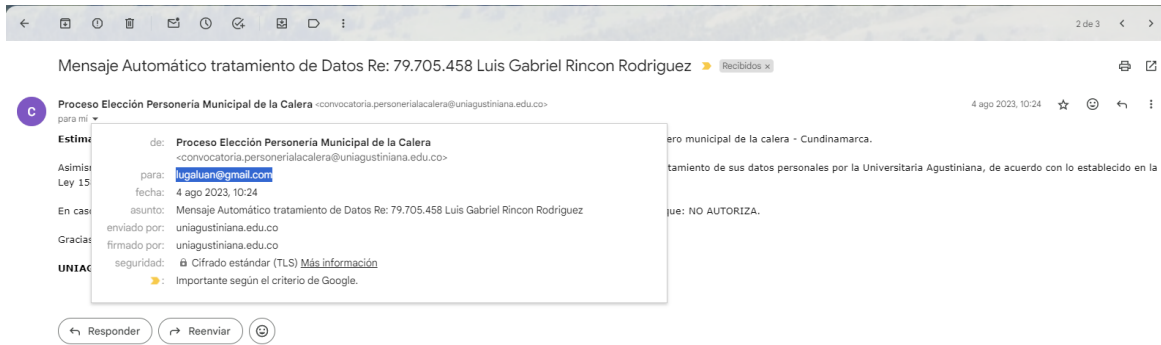 2 de 3
Mensaje Automático tratamiento de Datos Re: 79.705.458 Luis Gabriel Rincon Rodriguez Recibidos x
C
Proceso Elección Personería Municipal de la Calera <convocatoria.personerialacalera@uniagustiniana.edu.co> 4 ago 2023, 10:24
para mí
de: Proceso Elección Personería Municipal de la Calera
<convocatoria.personerialacalera@uniagustiniana.edu.co>
para: lugaluan@gmail.com
fecha: 4 ago 2023, 10:24
asunto: Mensaje Automático tratamiento de Datos Re: 79.705.458 Luis Gabriel Rincon Rodriguez
enviado por: uniagustiniana.edu.co
firmado por: uniagustiniana.edu.co
seguridad: Cifrado estándar (TLS) Más información
: Importante según el criterio de Google.
Estima
ero municipal de la calera - Cundinamarca.
Asimis
tamiento de sus datos personales por la Universitaria Agustiniana, de acuerdo con lo establecido en la
Ley 15
En cas
que: NO AUTORIZA.
Gracias
UNIAG
Responder Reenviar